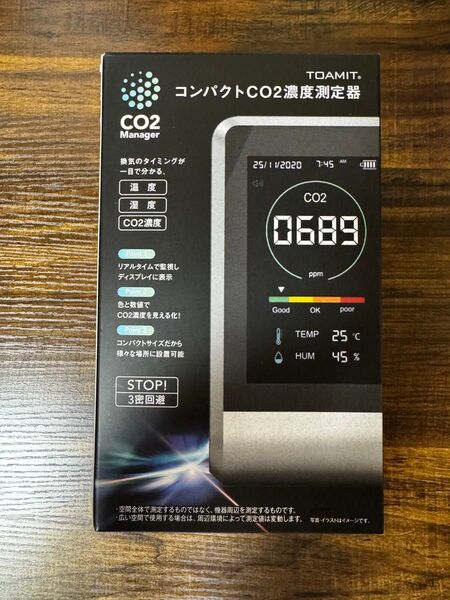 TOAMIT®
コンパクトCO2濃度測定器
CO2
Manager
換気のタイミングが
一目で分かる。
温 度
湿 度
CO2濃度
Point 1
リアルタイムで監視し
ディスプレイに表示
Point 2
色と数値で
CO2濃度を見える化!
Point 3
コンパクトサイズだから
様々な場所に設置可能
STOP!
3密回避
25/11/2020 7:45 AM
CO2
0689
ppm
Good OK poor
TEMP 25 ℃
HUM 45 %
・空間全体で測定するものではなく、機器周辺を測定するものです。
・広い空間で使用する場合は、周辺環境によって測定値は変動します。
写真・イラストはイメージです。